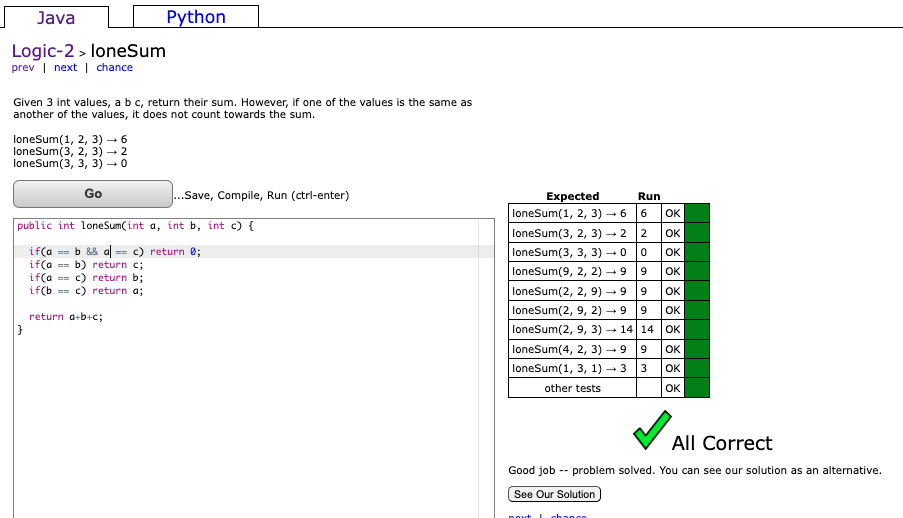 Java
Python
Logic-2 > loneSum
prev | next | chance
Given 3 int values, a b c, return their sum. However, if one of the values is the same as
another of the values, it does not count towards the sum.
loneSum(1, 2, 3) → 6
loneSum(3, 2, 3) → 2
loneSum(3, 3, 3) → 0
Go
...Save, Compile, Run (ctrl-enter)
public int loneSum(int a, int b, int c) {
if(a == b && a == c) return 0;
if(a == b) return c;
if(a == c) return b;
if(b == c) return a;
return a+b+c;
}
Expected Run
loneSum(1, 2, 3) → 6 6 OK
loneSum(3, 2, 3) → 2 2 OK
loneSum(3, 3, 3) → 0 0 OK
loneSum(9, 2, 2) → 9 9 OK
loneSum(2, 2, 9) → 9 9 OK
loneSum(2, 9, 2) → 9 9 OK
loneSum(2, 9, 3) → 14 14 OK
loneSum(4, 2, 3) → 9 9 OK
loneSum(1, 3, 1) → 3 3 OK
other tests OK
All Correct
Good job -- problem solved. You can see our solution as an alternative.
See Our Solution
next | chance